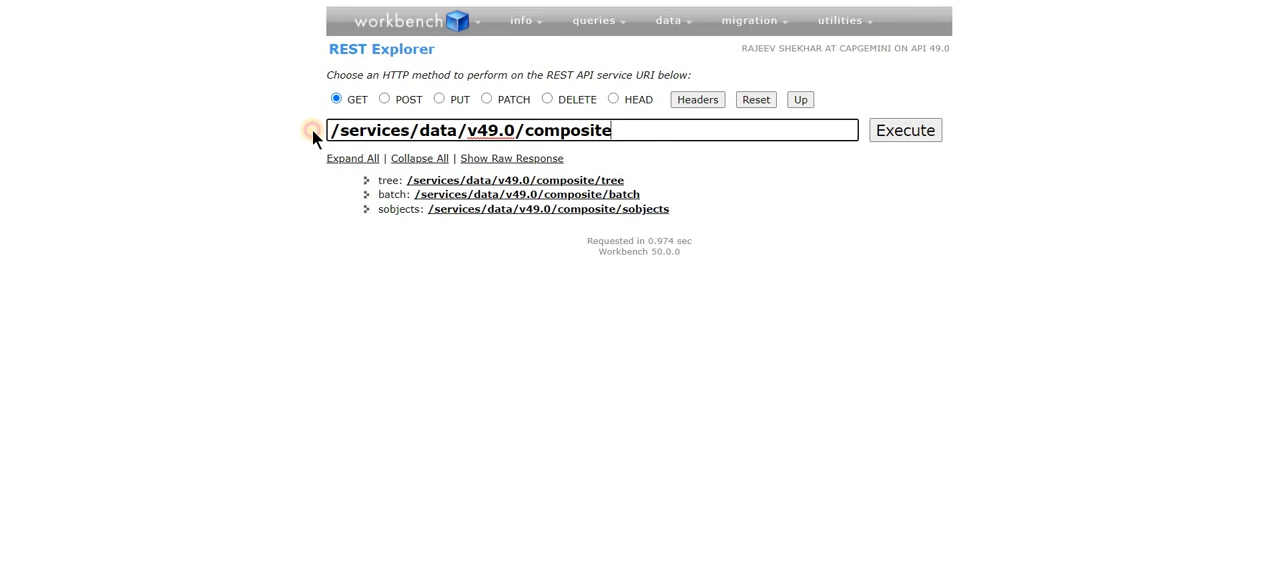 workbench info queries data migration utilities
REST Explorer RAJEEV SHEKHAR AT CAPGEMINI ON API 49.0
Choose an HTTP method to perform on the REST API service URI below:
GET POST PUT PATCH DELETE HEAD Headers Reset Up
/services/data/v49.0/composite Execute
Expand All | Collapse All | Show Raw Response
tree: /services/data/v49.0/composite/tree
batch: /services/data/v49.0/composite/batch
sobjects: /services/data/v49.0/composite/sobjects
Requested in 0.974 sec
Workbench 50.0.0